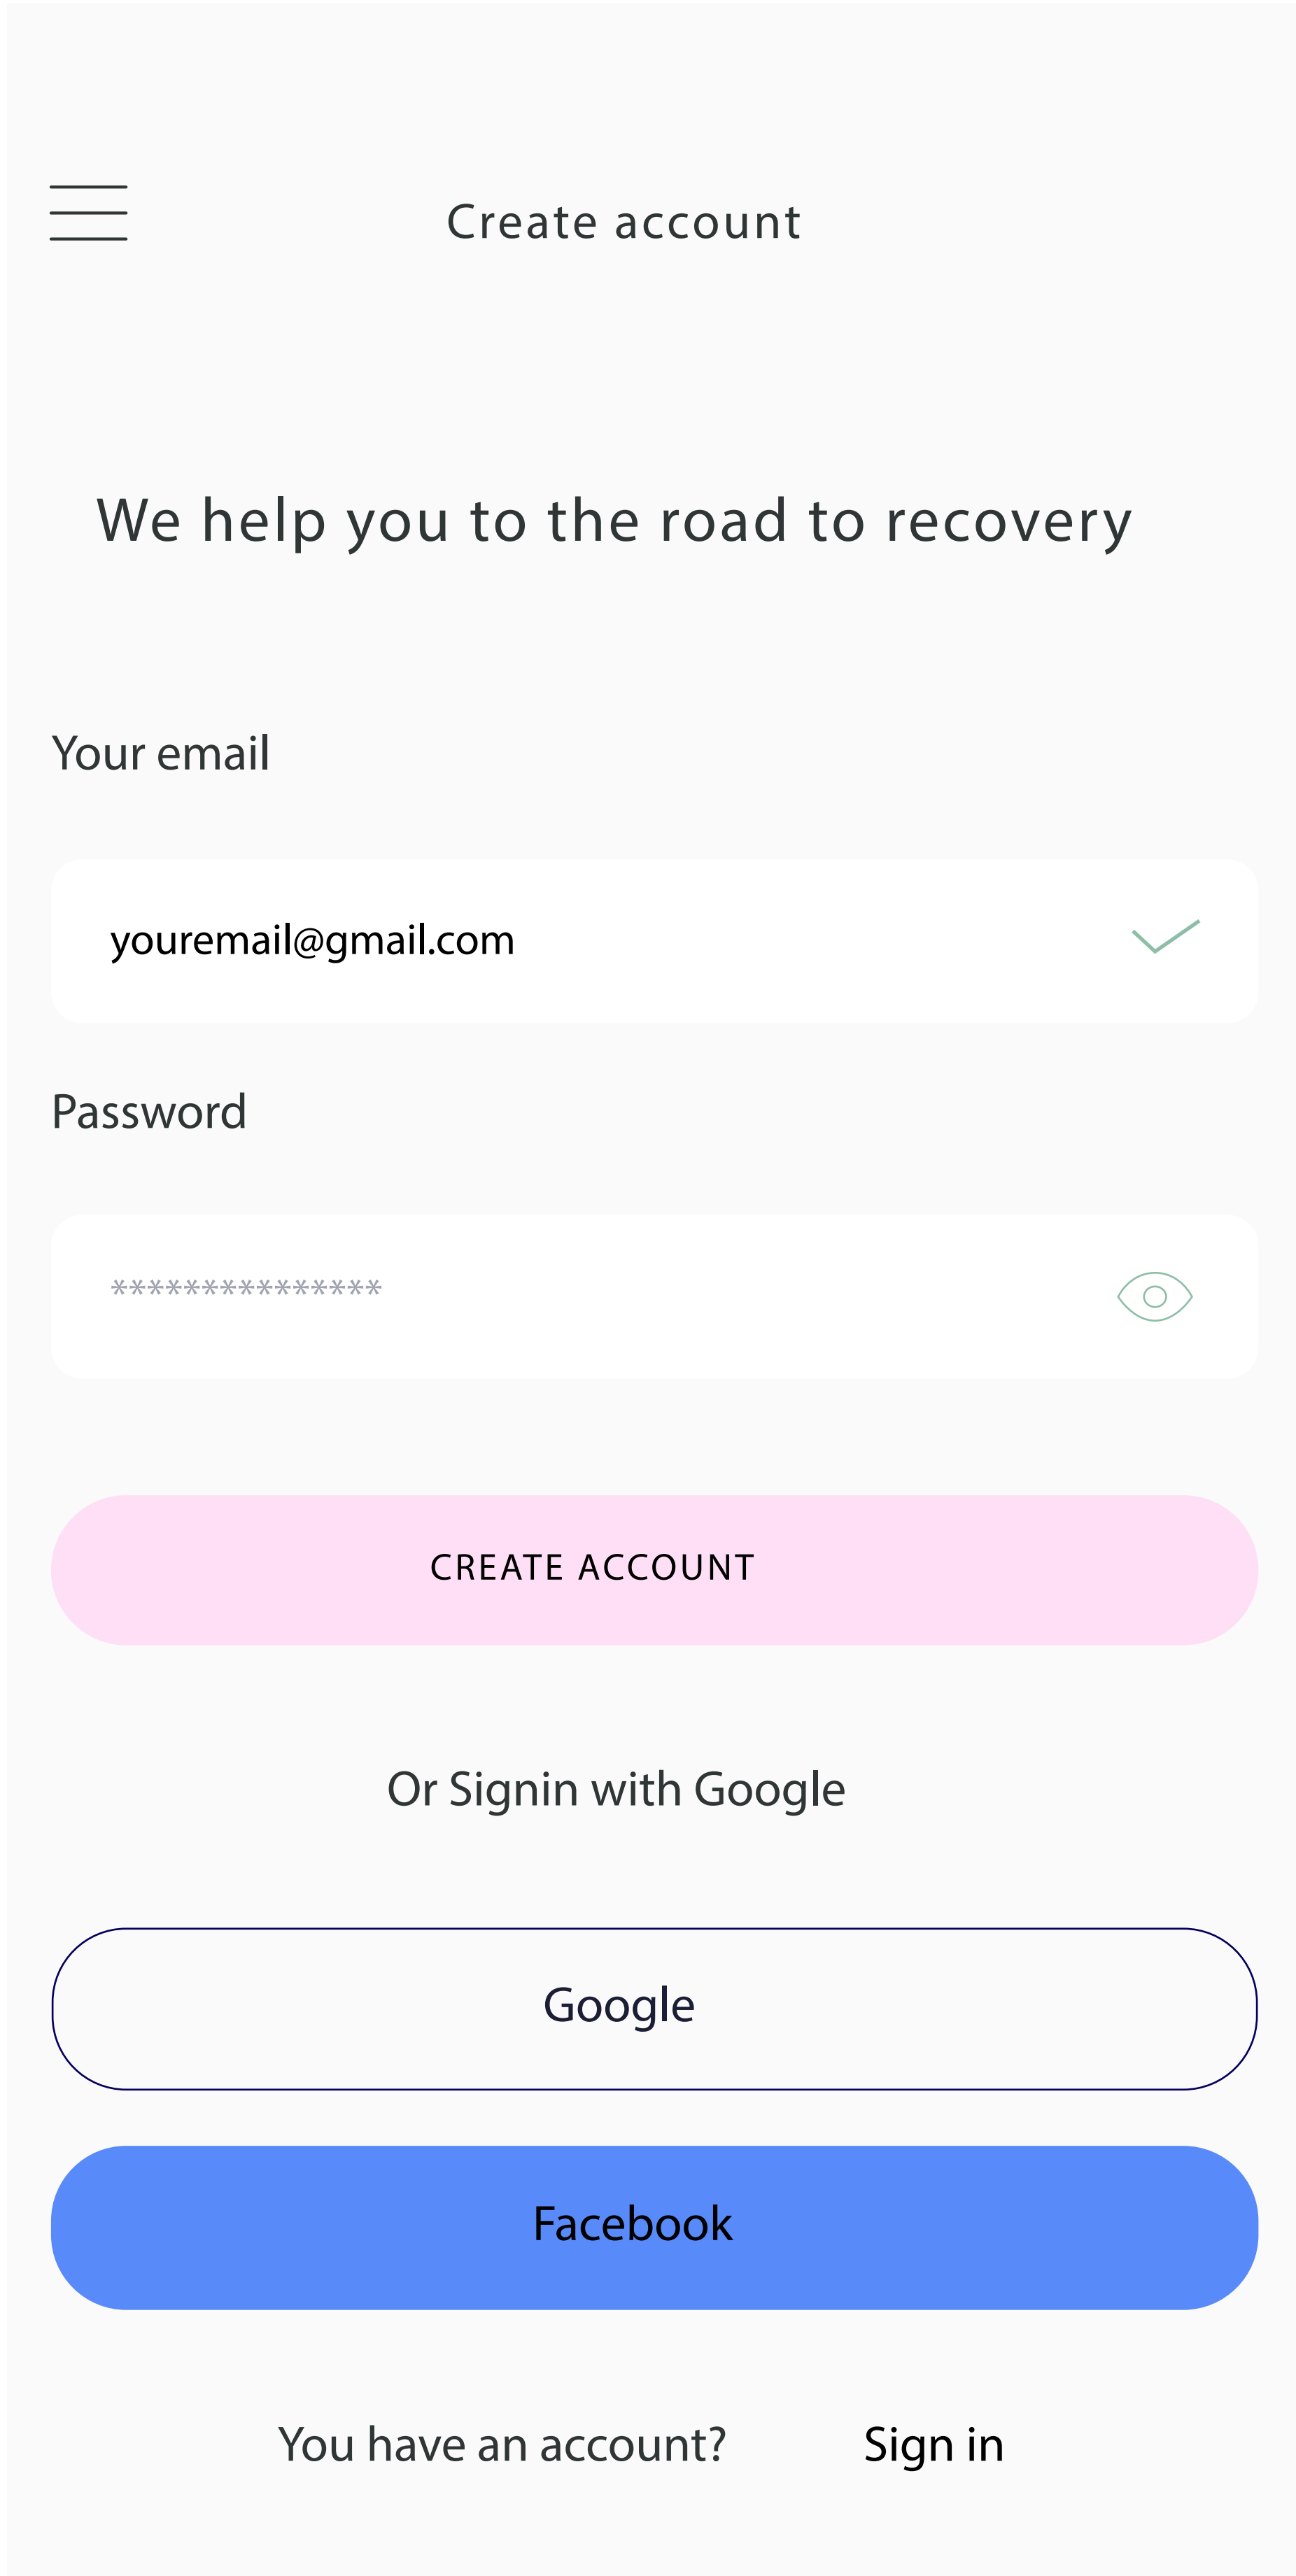 Create account
We help you to the road to recovery
Your email
youremail@gmail.com
Password
***************
CREATE ACCOUNT
Or Signin with Google
Google
Facebook
You have an account? Sign in